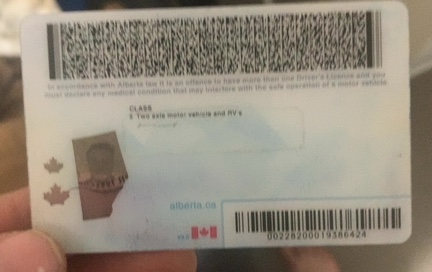 In accordance with Alberta law it is an offence to have more than one Driver's Licence and you
must declare any medical condition that may interfere with the safe operation of a motor vehicle.
CLASS
5 Two axle motor vehicle and RV's
alberta.ca
00228200019386424